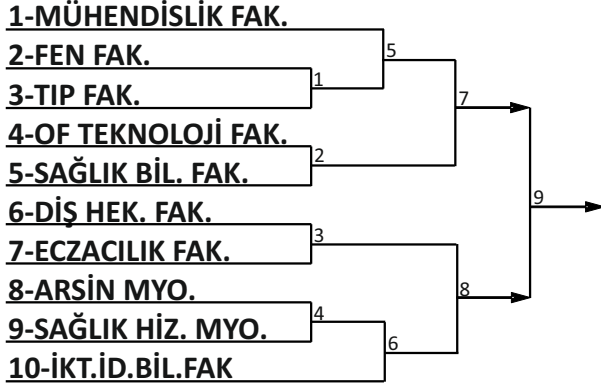 1-MÜHENDİSLİK FAK.
2-FEN FAK.
3-TIP FAK.
4-OF TEKNOLOJİ FAK.
5-SAĞLIK BİL. FAK.
6-DİŞ HEK. FAK.
7-ECZACILIK FAK.
8-ARSİN MYO.
9-SAĞLIK HİZ. MYO.
10-İKT.İD.BİL.FAK
1
2
3
4
5
6
7
8
9